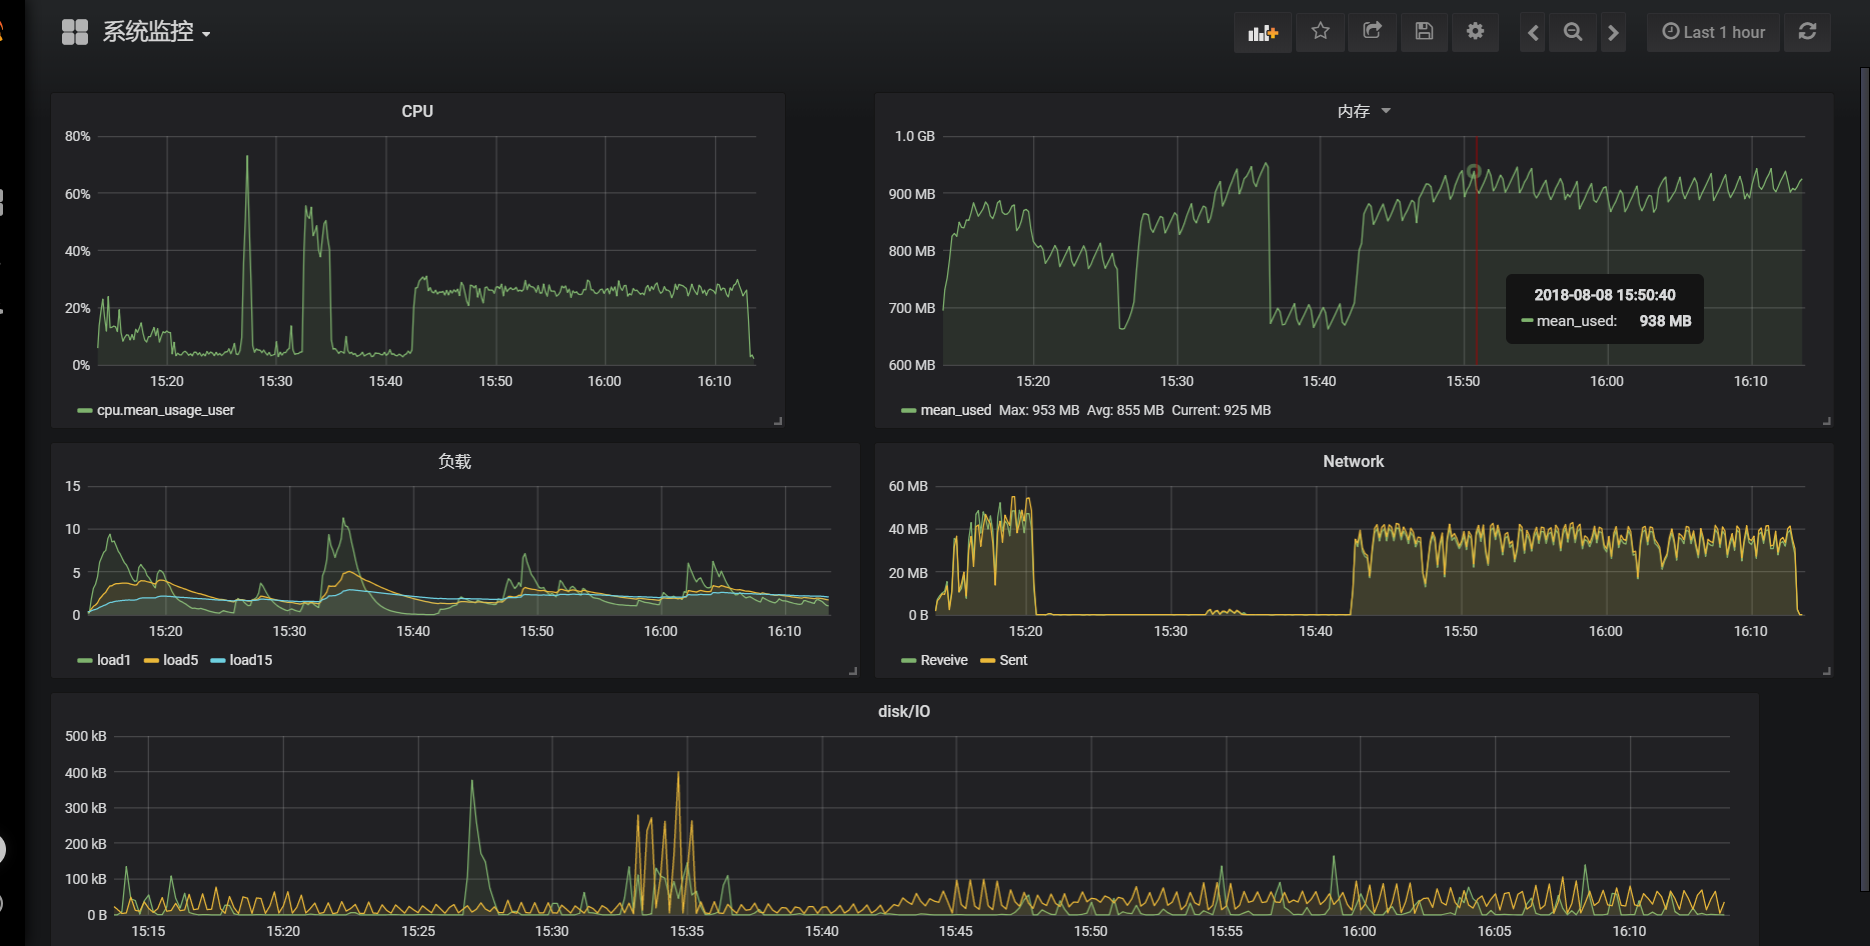 系统监控
Last 1 hour
CPU
80%
60%
40%
20%
0%
15:20 15:30 15:40 15:50 16:00 16:10
cpu.mean_usage_user
内存
1.0 GB
900 MB
800 MB
700 MB
600 MB
15:20 15:30 15:40 15:50 16:00 16:10
2018-08-08 15:50:40
mean_used: 938 MB
mean_used Max: 953 MB Avg: 855 MB Current: 925 MB
负载
15
10
5
0
15:20 15:30 15:40 15:50 16:00 16:10
load1 load5 load15
Network
60 MB
40 MB
20 MB
0 B
15:20 15:30 15:40 15:50 16:00 16:10
Reveive Sent
disk/IO
500 kB
400 kB
300 kB
200 kB
100 kB
0 B
15:15 15:20 15:25 15:30 15:35 15:40 15:45 15:50 15:55 16:00 16:05 16:10